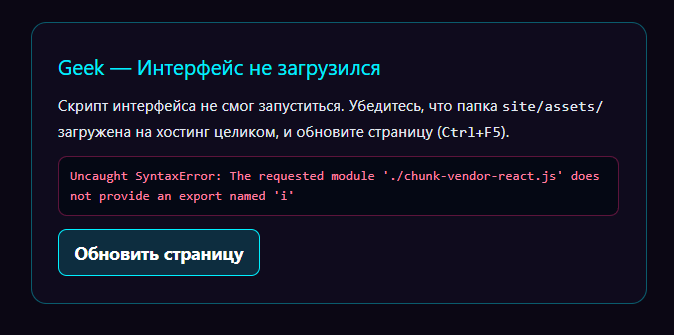 Geek — Интерфейс не загрузился
Скрипт интерфейса не смог запуститься. Убедитесь, что папка site/assets/
загружена на хостинг целиком, и обновите страницу (Ctrl+F5).
Uncaught SyntaxError: The requested module './chunk-vendor-react.js' does
not provide an export named 'i'
Обновить страницу